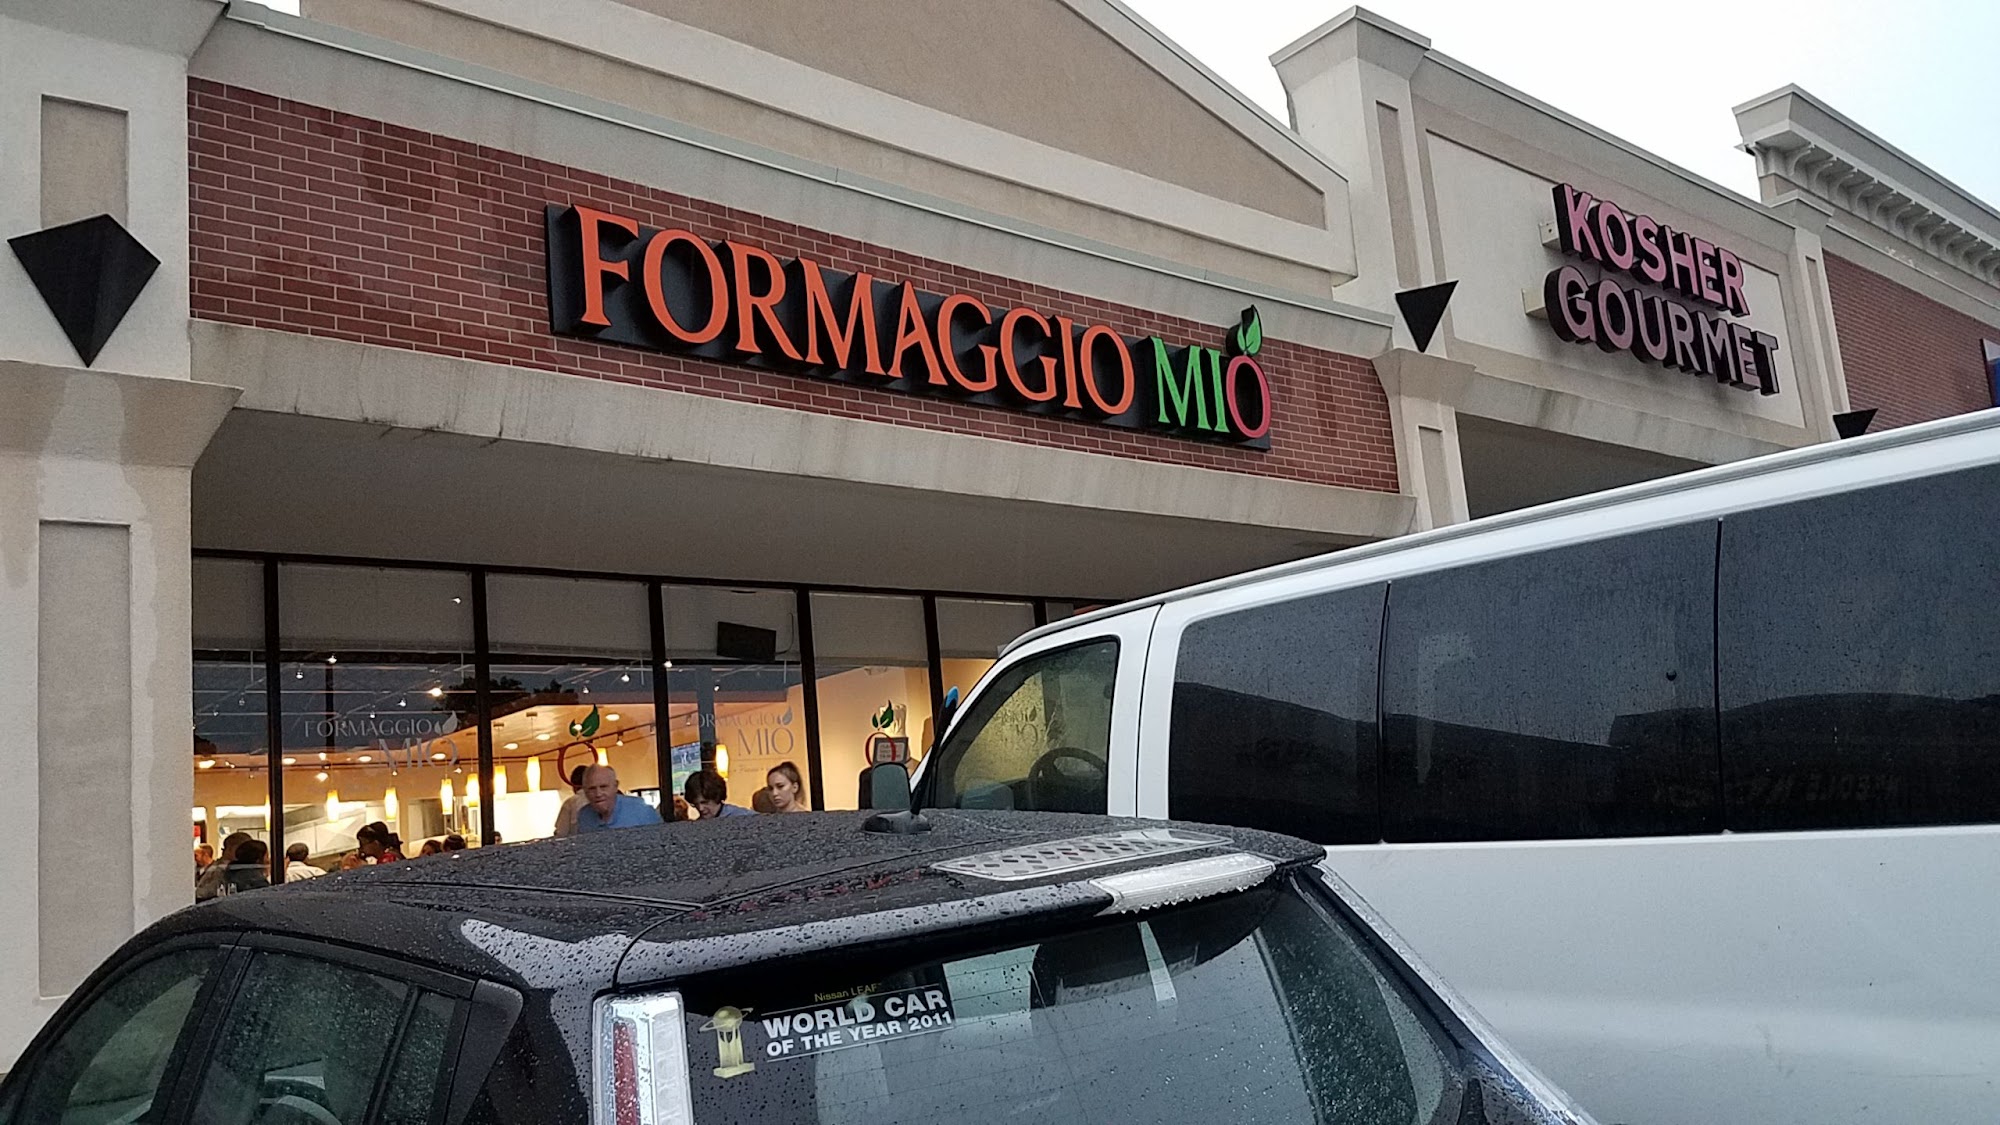 FORMAGGIO MIO
KOSHER
GOURMET
FORMAGGIO
MIO
FORMAGGIO
MIO
Nissan LEAF
WORLD CAR
OF THE YEAR 2011